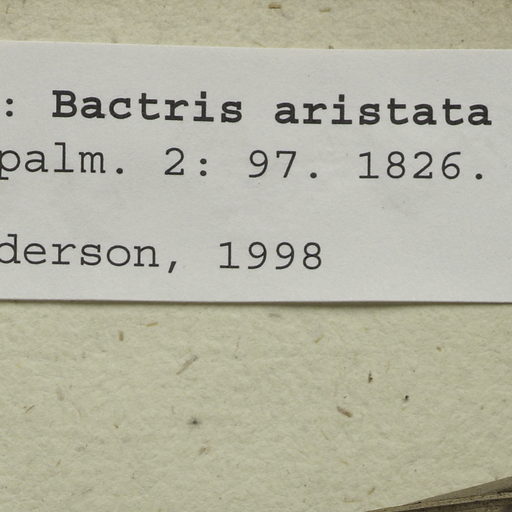 : Bactris aristata
palm. 2: 97. 1826.
derson, 1998